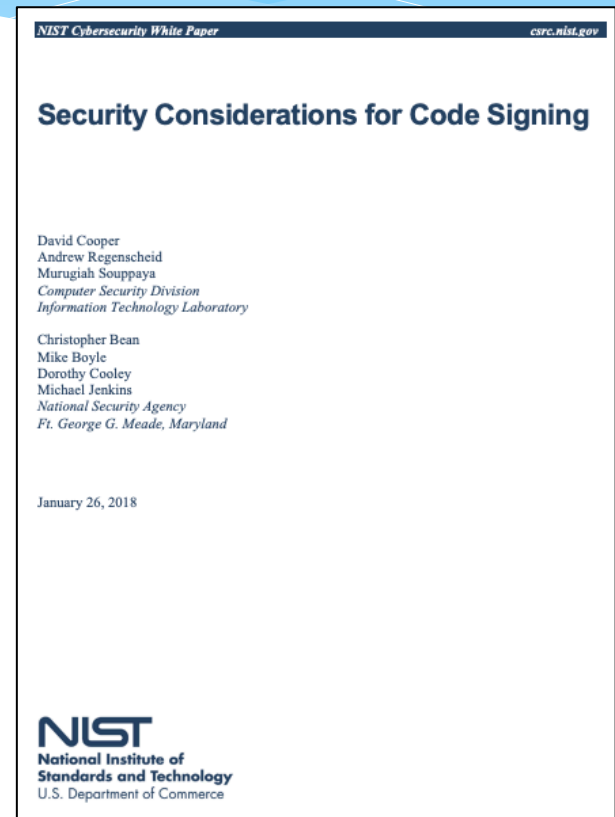 NIST Cybersecurity White Paper csrc.nist.gov
Security Considerations for Code Signing
David Cooper
Andrew Regenscheid
Murugiah Souppaya
Computer Security Division
Information Technology Laboratory
Christopher Bean
Mike Boyle
Dorothy Cooley
Michael Jenkins
National Security Agency
Ft. George G. Meade, Maryland
January 26, 2018
NIST
National Institute of
Standards and Technology
U.S. Department of Commerce